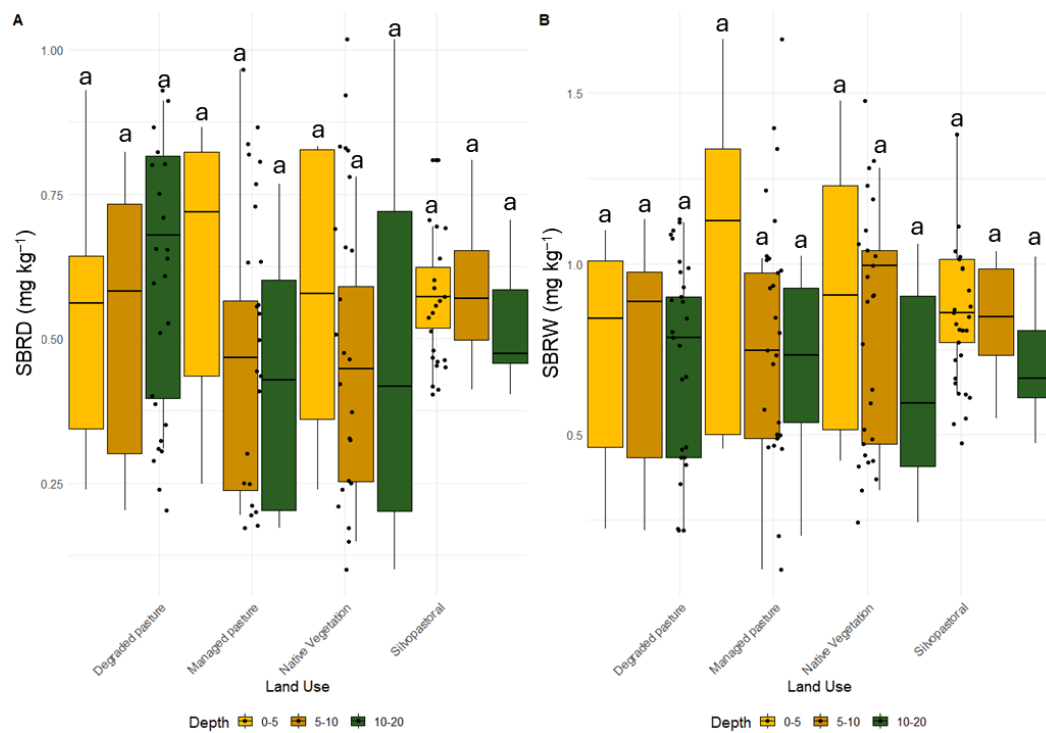 A
SBRD (mg kg⁻¹)
1.00
0.75
0.50
0.25
a a a a a a a a a a a a
Degraded pasture
Managed pasture
Native Vegetation
Silvopastoral
Land Use
Depth 0-5 5-10 10-20
B
SBRW (mg kg⁻¹)
1.5
1.0
0.5
a a a a a a a a a a a a
Degraded pasture
Managed pasture
Native Vegetation
Silvopastoral
Land Use
Depth 0-5 5-10 10-20